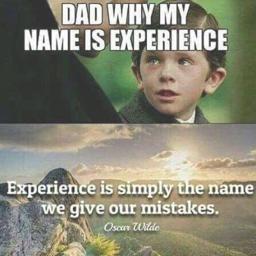 DAD WHY MY
NAME IS EXPERIENCE
Experience is simply the name
we give our mistakes.
Oscar Wilde